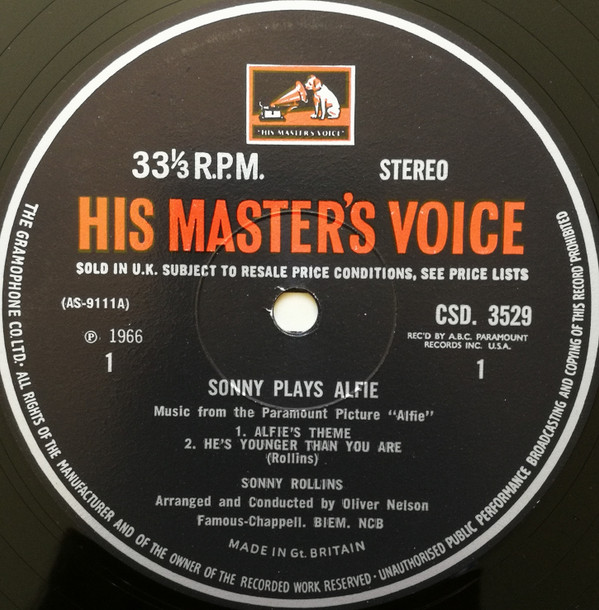 "HIS MASTER'S VOICE"
33⅓ R.P.M.
STEREO
HIS MASTER'S VOICE
SOLD IN U.K. SUBJECT TO RESALE PRICE CONDITIONS, SEE PRICE LISTS
(AS-9111A)
CSD. 3529
℗ 1966
REC'D BY A.B.C. PARAMOUNT
RECORDS INC. U.S.A.
1
1
SONNY PLAYS ALFIE
Music from the Paramount Picture "Alfie"
1. ALFIE'S THEME
2. HE'S YOUNGER THAN YOU ARE
(Rollins)
SONNY ROLLINS
Arranged and Conducted by Oliver Nelson
Famous-Chappell. BIEM. NCB
MADE IN Gt. BRITAIN
THE GRAMOPHONE CO. LTD. · ALL RIGHTS OF THE MANUFACTURER AND OF THE OWNER OF THE RECORDED WORK RESERVED · UNAUTHORISED PUBLIC PERFORMANCE BROADCASTING AND COPYING OF THIS RECORD PROHIBITED